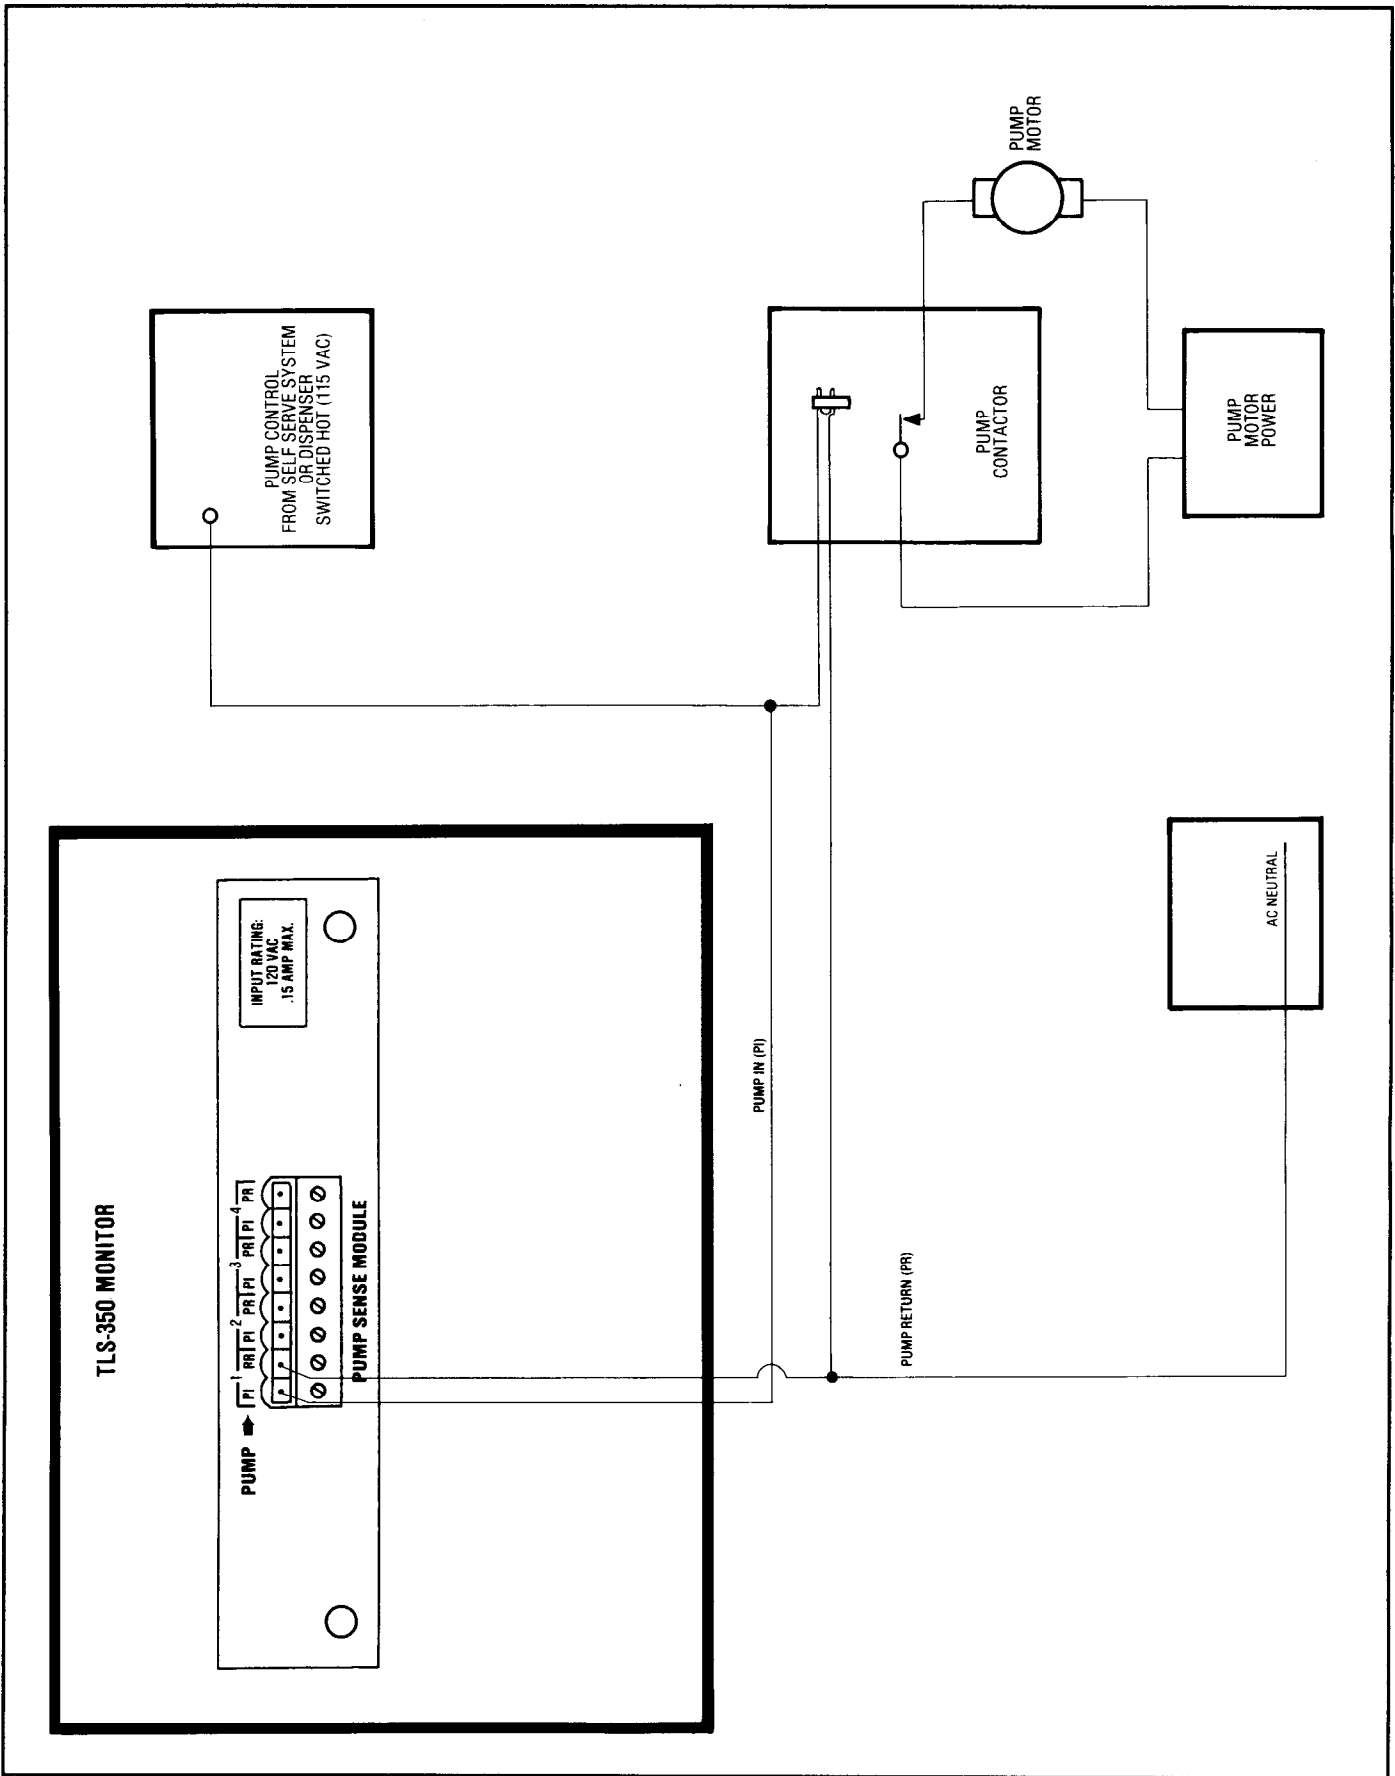 TLS-350 MONITOR
PUMP
1 2 3 4
PI RR PI PR PI PR PI PR
INPUT RATING:
120 VAC
.15 AMP MAX.
PUMP SENSE MODULE
PUMP CONTROL
FROM SELF SERVE SYSTEM
OR DISPENSER
SWITCHED HOT (115 VAC)
PUMP IN (PI)
PUMP RETURN (PR)
PUMP
CONTACTOR
PUMP
MOTOR
AC NEUTRAL
PUMP
MOTOR
POWER